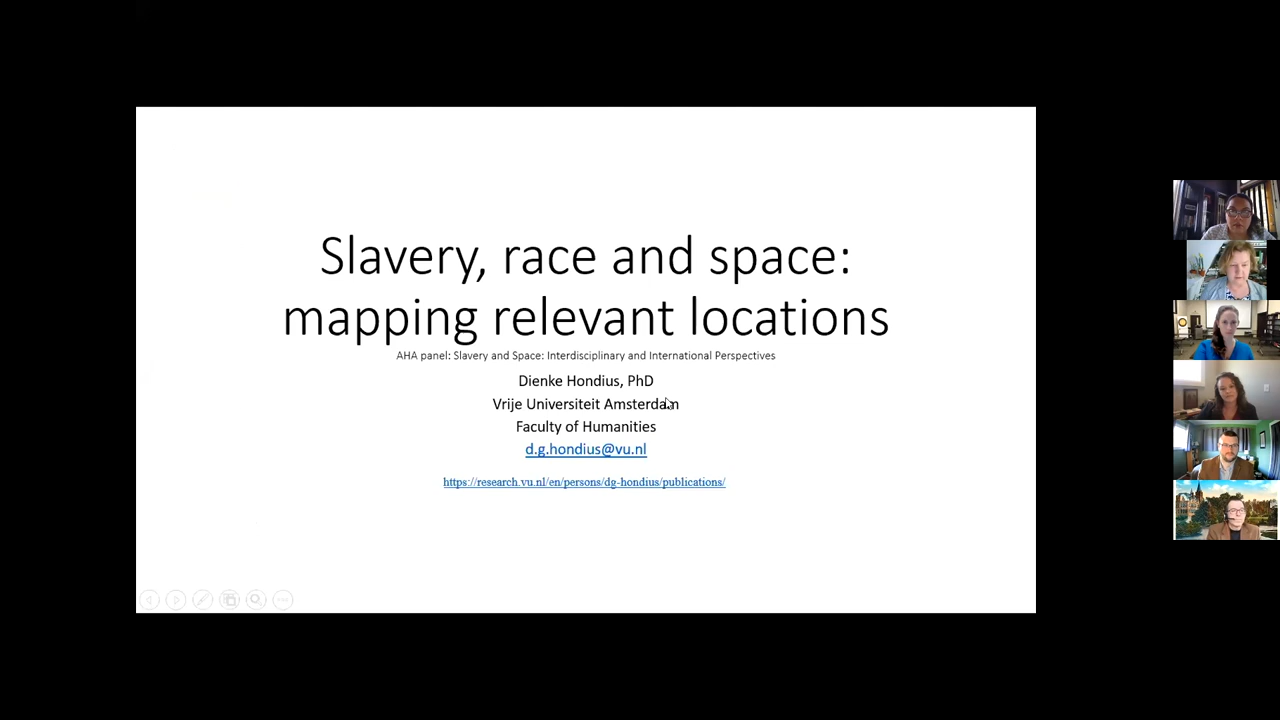 Slavery, race and space:
mapping relevant locations
AHA panel: Slavery and Space: Interdisciplinary and International Perspectives
Dienke Hondius, PhD
Vrije Universiteit Amsterdam
Faculty of Humanities
d.g.hondius@vu.nl
https://research.vu.nl/en/persons/dg-hondius/publications/